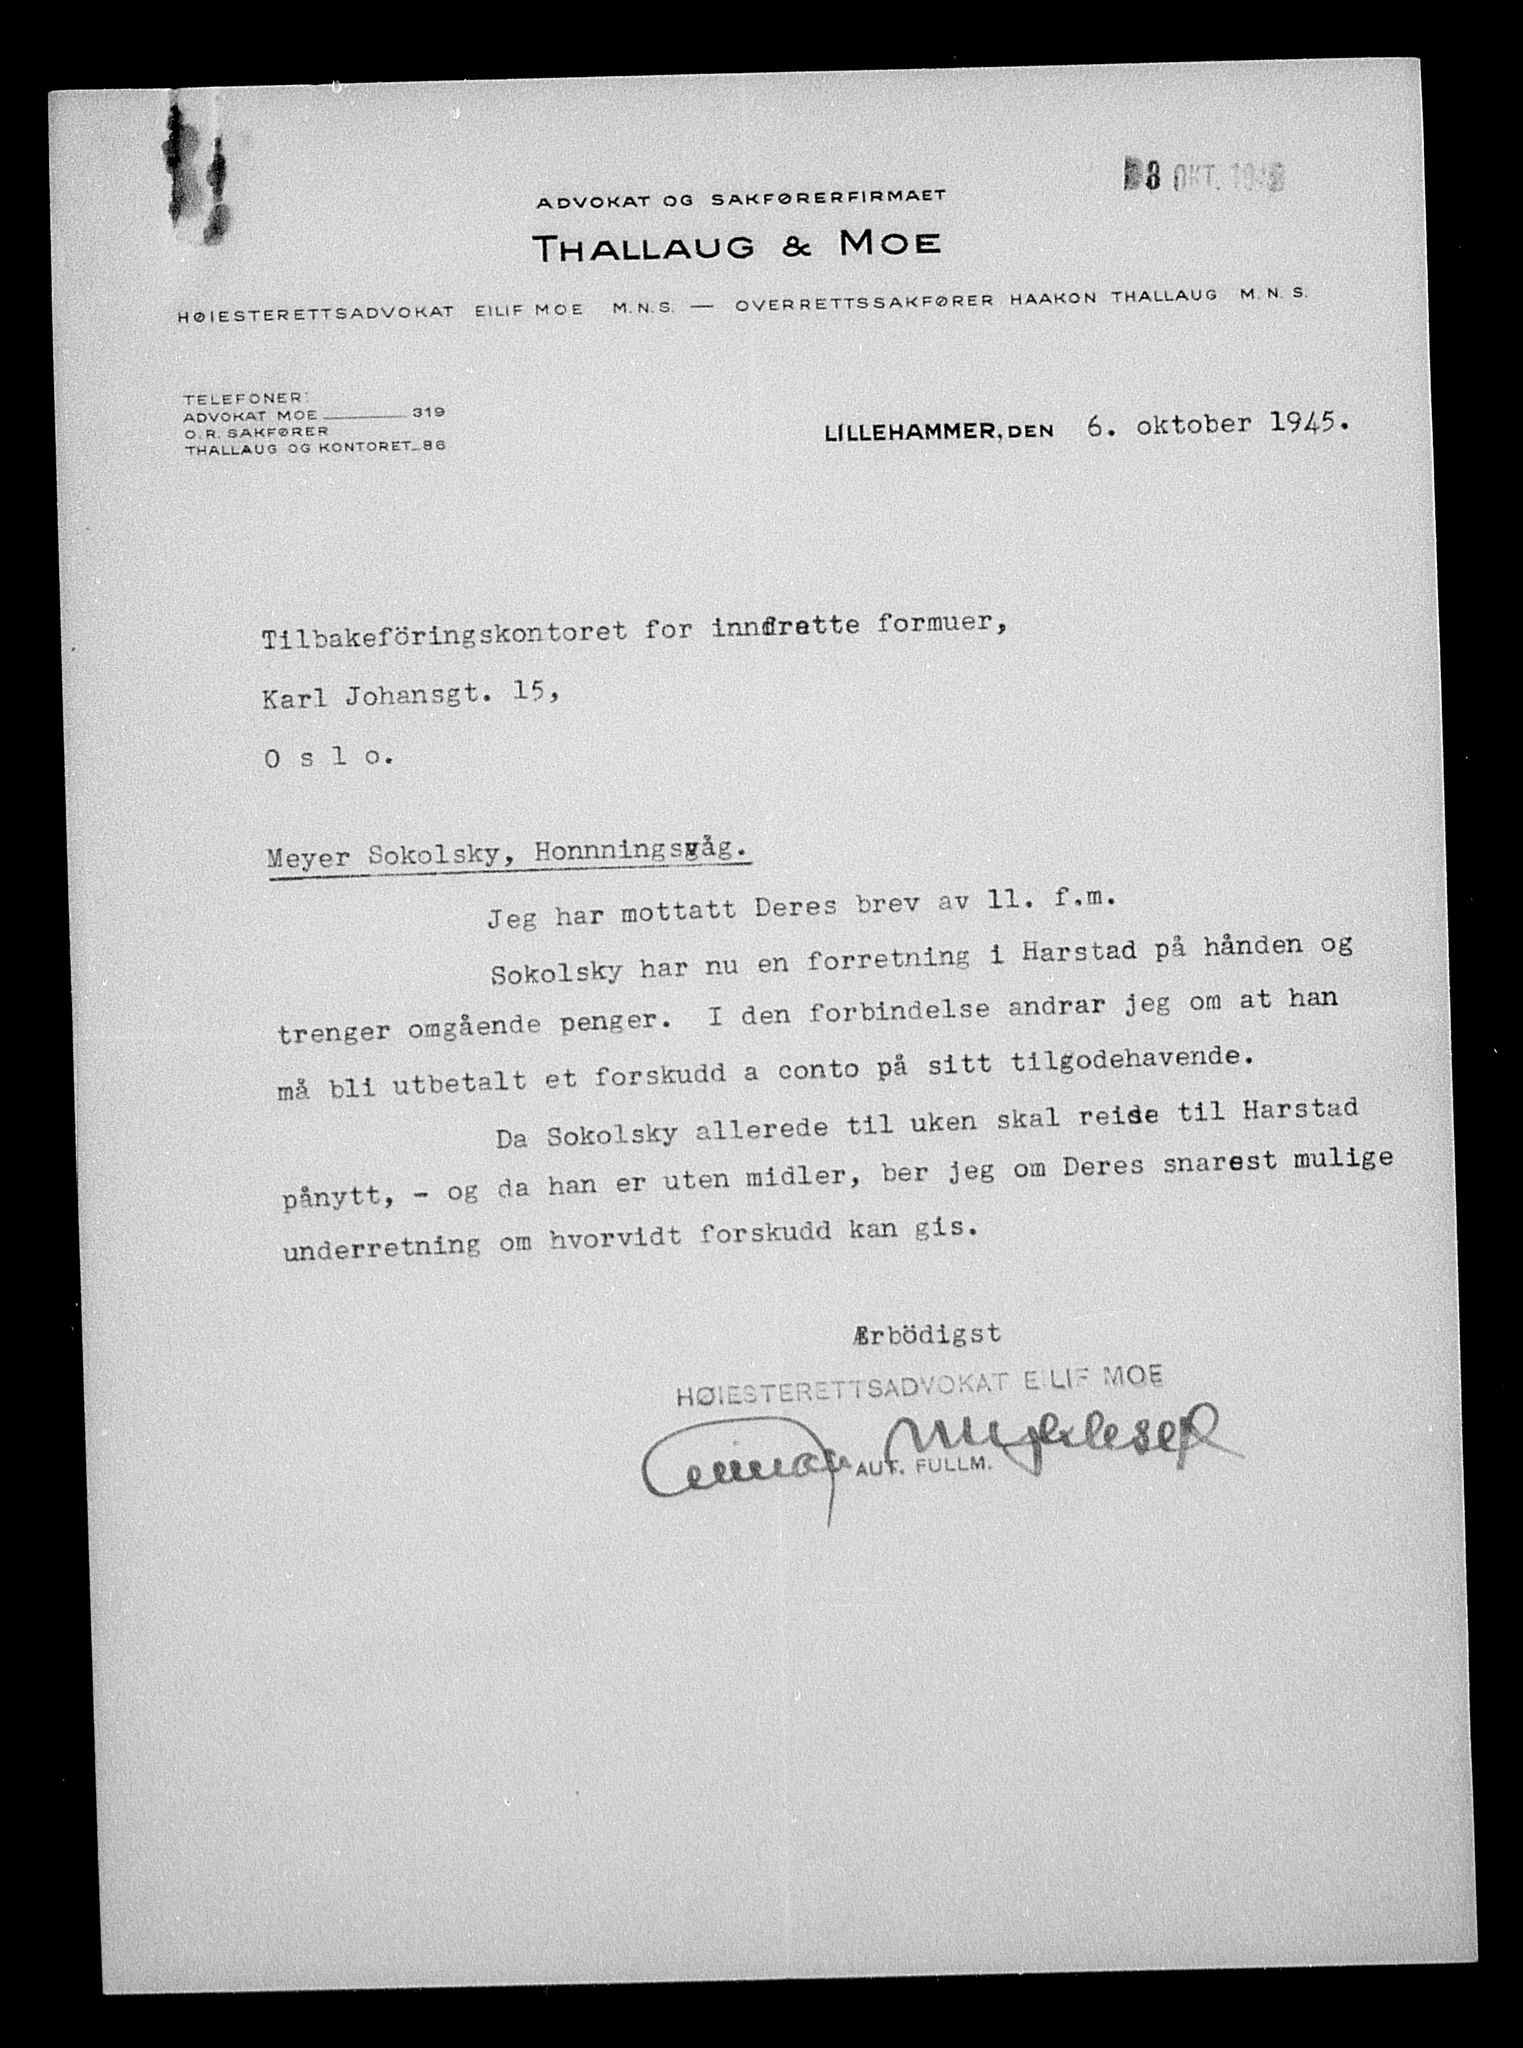 8 OKT. 1945
ADVOKAT OG SAKFØRERFIRMAET
THALLAUG & MOE
HØIESTERETTSADVOKAT EILIF MOE M.N.S. — OVERRETTSSAKFØRER HAAKON THALLAUG M.N.S.
TELEFONER:
ADVOKAT MOE 319
O.R. SAKFØRER
THALLAUG OG KONTORET 86
LILLEHAMMER, DEN 6. oktober 1945.
Tilbakeföringskontoret for inndratte formuer,
Karl Johansgt. 15,
O s l o.
Meyer Sokolsky, Honnningsvåg.
Jeg har mottatt Deres brev av 11. f.m.
Sokolsky har nu en forretning i Harstad på hånden og
trenger omgående penger. I den forbindelse andrar jeg om at han
må bli utbetalt et forskudd a conto på sitt tilgodehavende.
Da Sokolsky allerede til uken skal reise til Harstad
pånytt, - og da han er uten midler, ber jeg om Deres snarest mulige
underretning om hvorvidt forskudd kan gis.
Ærbödigst
HØIESTERETTSADVOKAT EILIF MOE
AUT. FULLM.